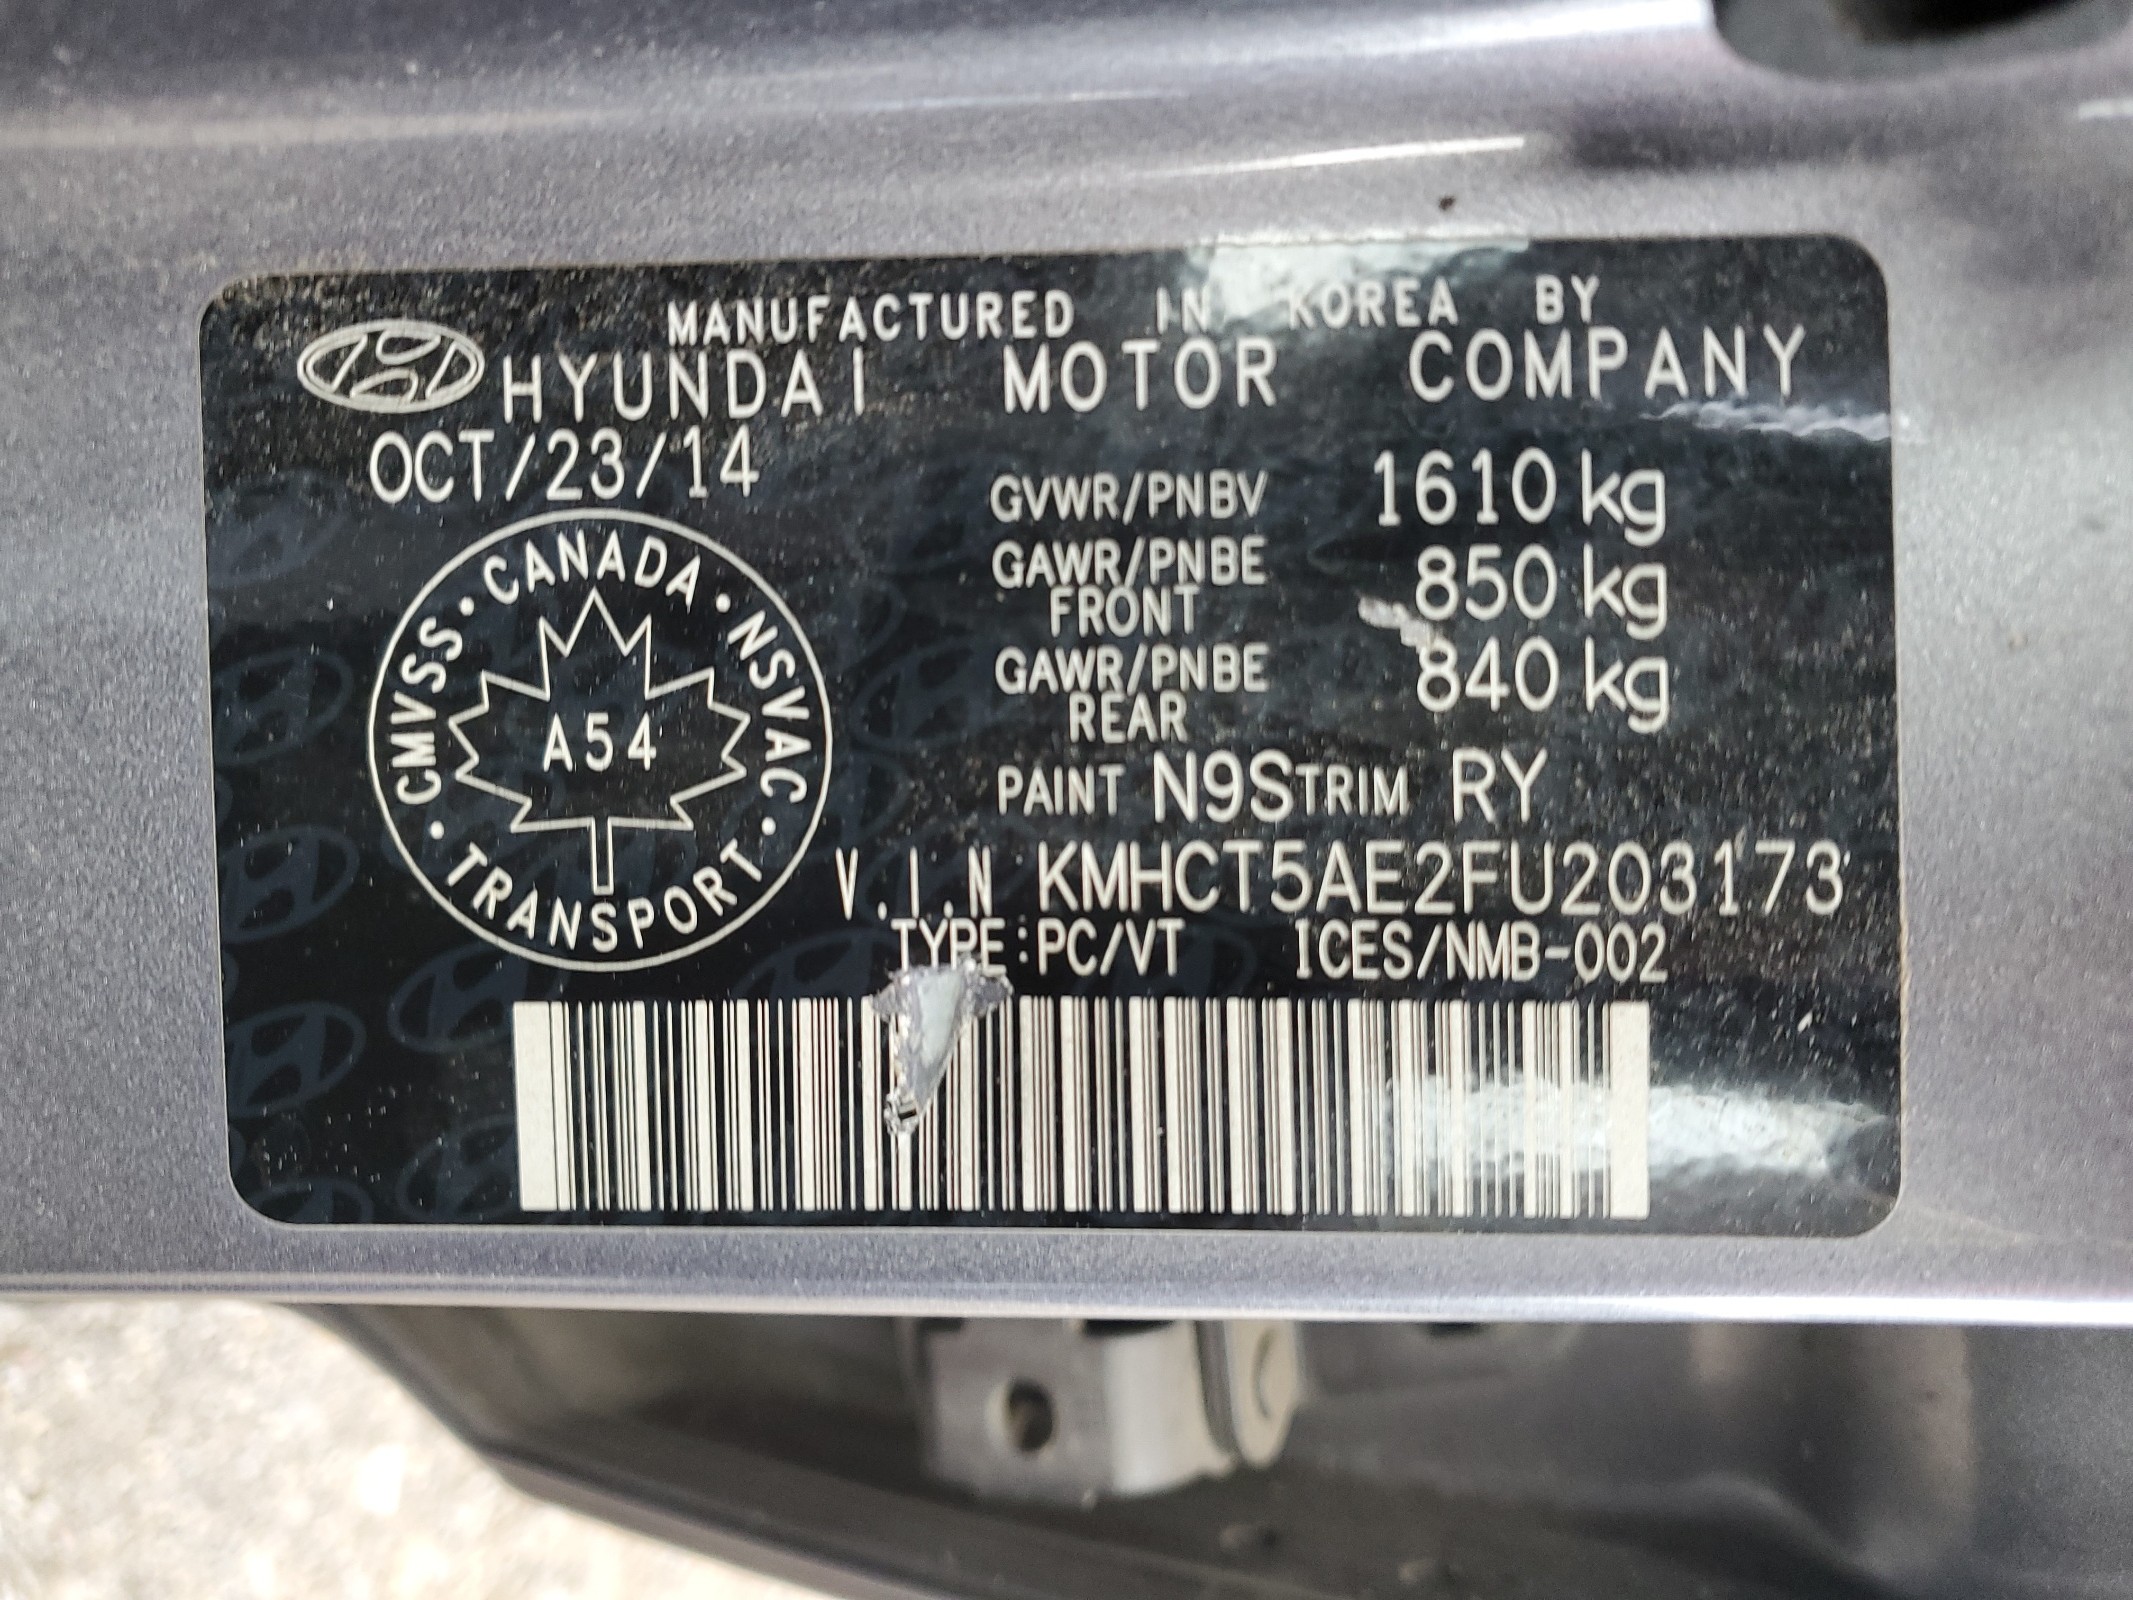 MANUFACTURED IN KOREA BY
HYUNDAI MOTOR COMPANY
OCT/23/14
GVWR/PNBV 1610 kg
GAWR/PNBE FRONT 850 kg
GAWR/PNBE REAR 840 kg
CANADA · NSVAC · TRANSPORT · CMVSS ·
A54
PAINT N9S TRIM RY
V.I.N KMHCT5AE2FU203173
TYPE:PC/VT ICES/NMB-002